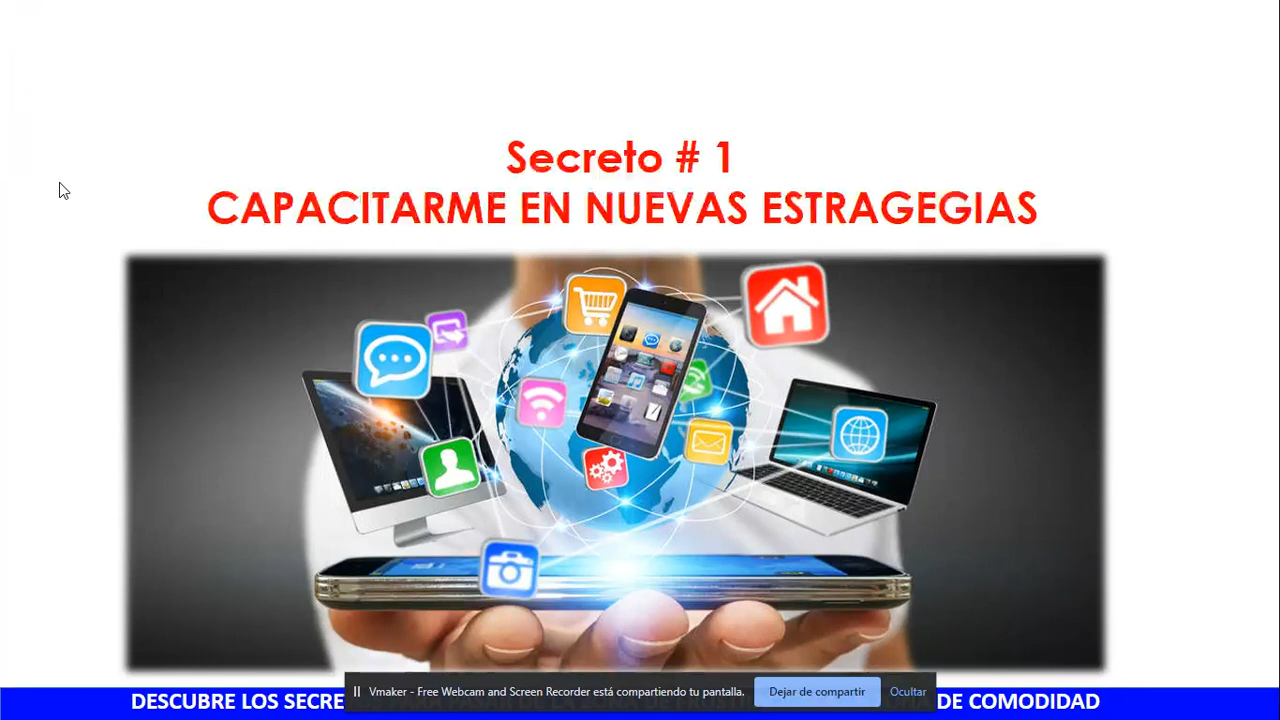 Secreto # 1
CAPACITARME EN NUEVAS ESTRAGEGIAS
Vmaker - Free Webcam and Screen Recorder está compartiendo tu pantalla.
Dejar de compartir
Ocultar
DESCUBRE LOS SECRE
DE COMODIDAD